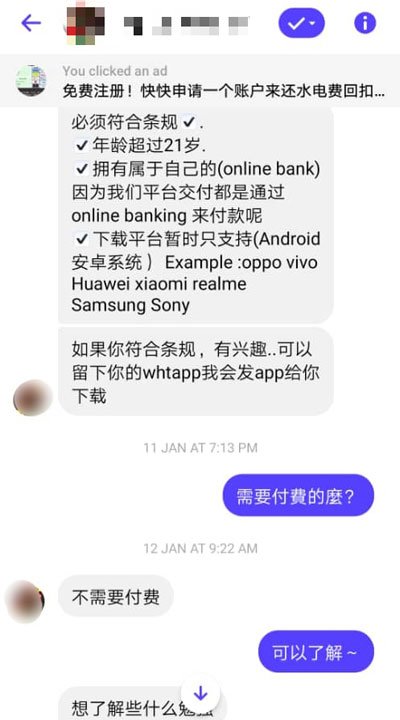 You clicked an ad
免费注册！快快申请一个账户来还水电费回扣...
必须符合条规✔.
✔年龄超过21岁.
✔拥有属于自己的(online bank)
因为我们平台交付都是通过
online banking 来付款呢
✔下载平台暂时只支持(Android
安卓系统） Example :oppo vivo
Huawei xiaomi realme
Samsung Sony
如果你符合条规，有兴趣..可以
留下你的whtapp我会发app给你
下载
11 JAN AT 7:13 PM
需要付費的麼？
12 JAN AT 9:22 AM
不需要付费
可以了解～
想了解些什么